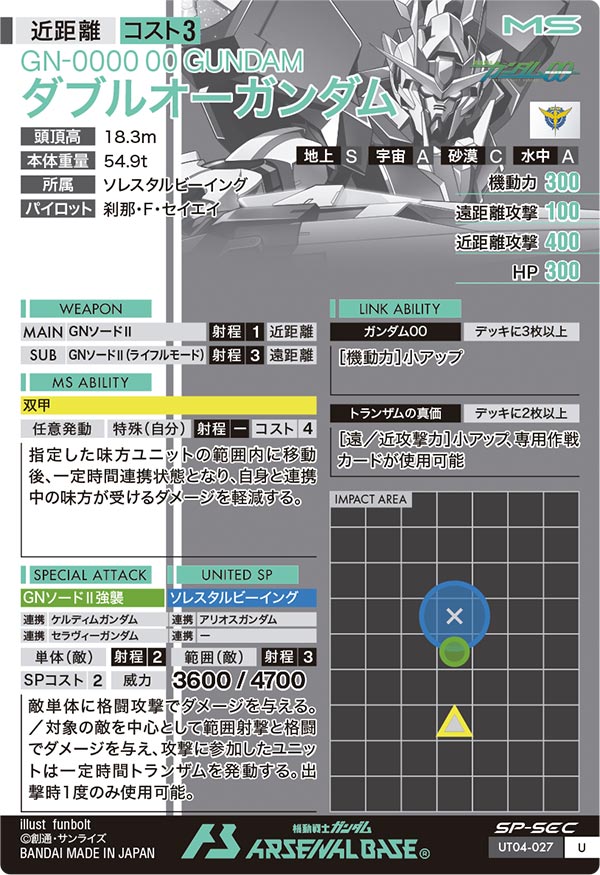 近距離 コスト3
MS
GN-0000 00 GUNDAM
ダブルオーガンダム
ガンダム00
頭頂高 18.3m
本体重量 54.9t
所属 ソレスタルビーイング
パイロット 刹那・F・セイエイ
地上 S 宇宙 A 砂漠 C 水中 A
機動力 300
遠距離攻撃 100
近距離攻撃 400
HP 300
WEAPON
MAIN GNソードⅡ 射程 1 近距離
SUB GNソードⅡ(ライフルモード) 射程 3 遠距離
MS ABILITY
双甲
任意発動 特殊(自分) 射程 ー コスト 4
指定した味方ユニットの範囲内に移動
後、一定時間連携状態となり、自身と連携
中の味方が受けるダメージを軽減する。
LINK ABILITY
ガンダム00 デッキに3枚以上
[機動力]小アップ
トランザムの真価 デッキに2枚以上
[遠/近攻撃力]小アップ、専用作戦
カードが使用可能
IMPACT AREA
SPECIAL ATTACK UNITED SP
GNソードⅡ強襲 ソレスタルビーイング
連携 ケルディムガンダム 連携 アリオスガンダム
連携 セラヴィーガンダム 連携 ー
単体(敵) 射程 2 範囲(敵) 射程 3
SPコスト 2 威力 3600 / 4700
敵単体に格闘攻撃でダメージを与える。
/対象の敵を中心として範囲射撃と格闘
でダメージを与え、攻撃に参加したユニッ
トは一定時間トランザムを発動する。出
撃時1度のみ使用可能。
illust funbolt
©創通・サンライズ
BANDAI MADE IN JAPAN
機動戦士ガンダム
ARSENAL BASE®
SP-SEC
UT04-027 U